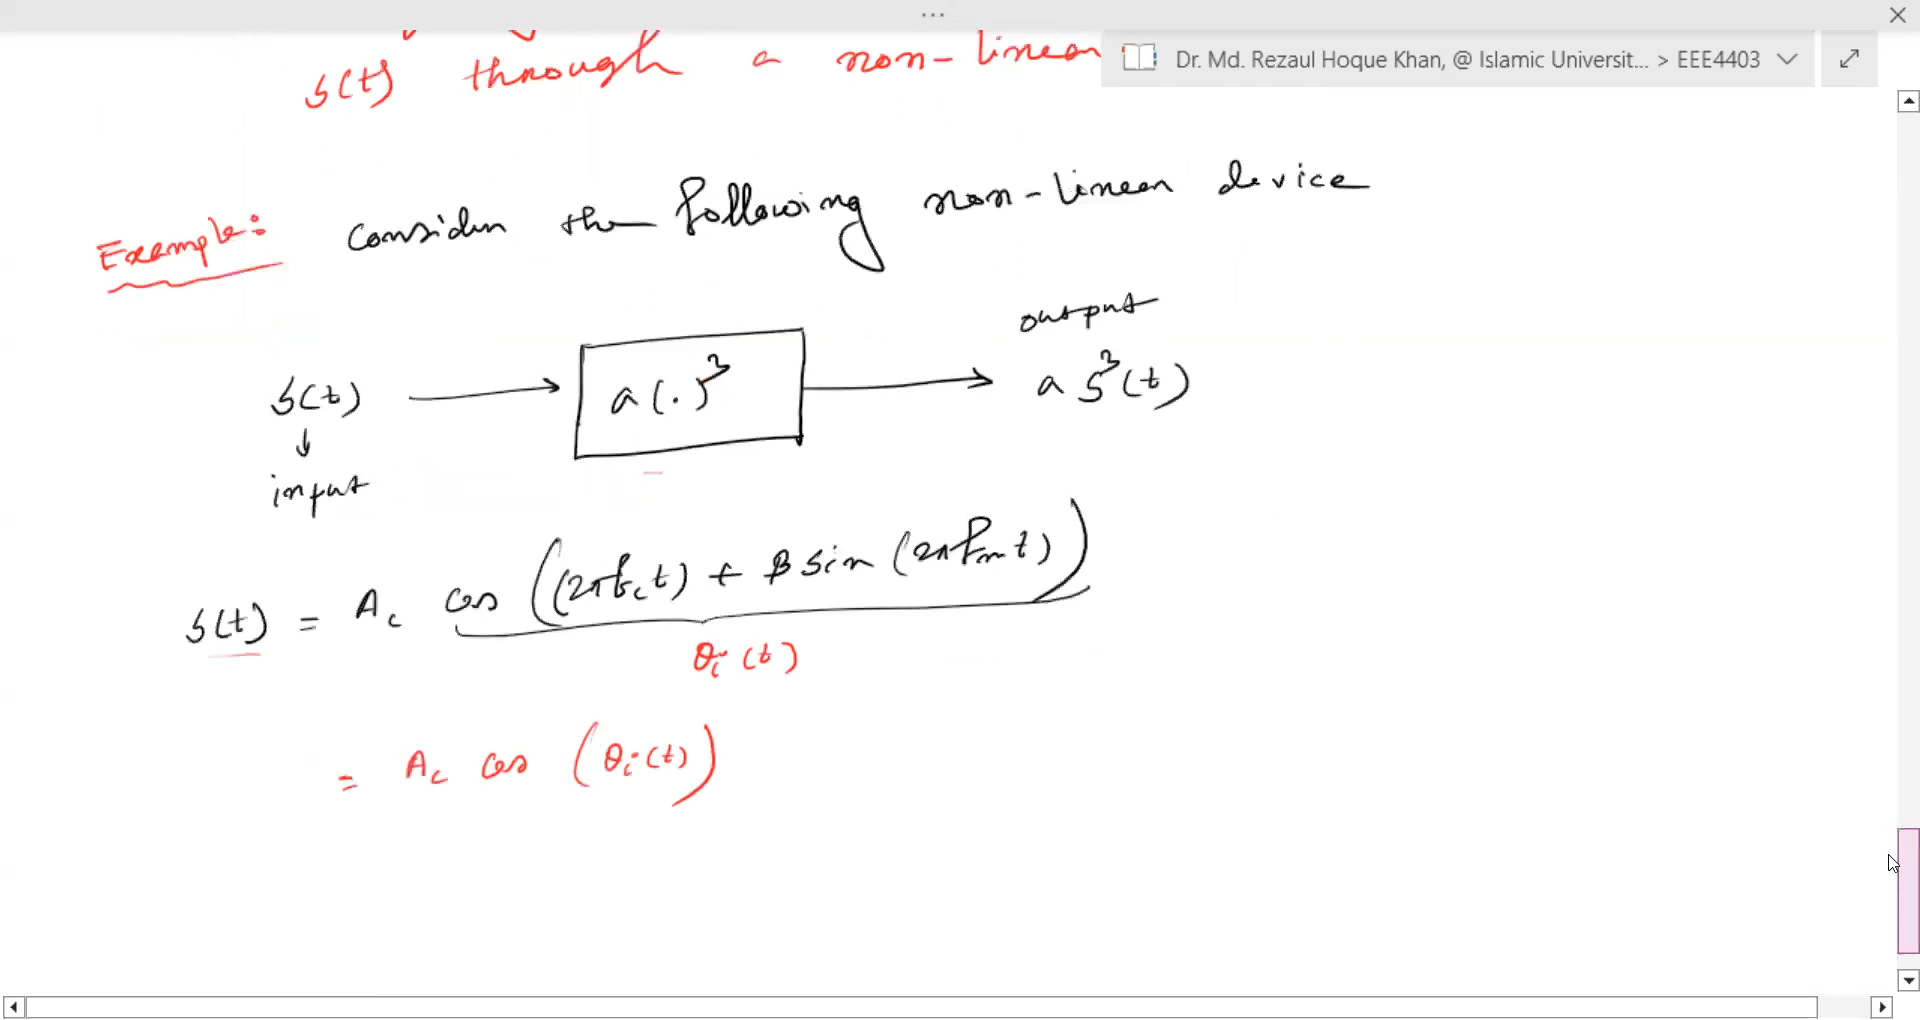 Dr. Md. Rezaul Hoque Khan, @ Islamic Universit... > EEE4403
s(t) through a non-linear
Example: Consider the following non-linear device
output
s(t) → a(.)³ → a s³(t)
↓
input
s(t) = Ac cos ((2πfct) + β sin (2πfmt))
θi(t)
= Ac cos (θi(t))